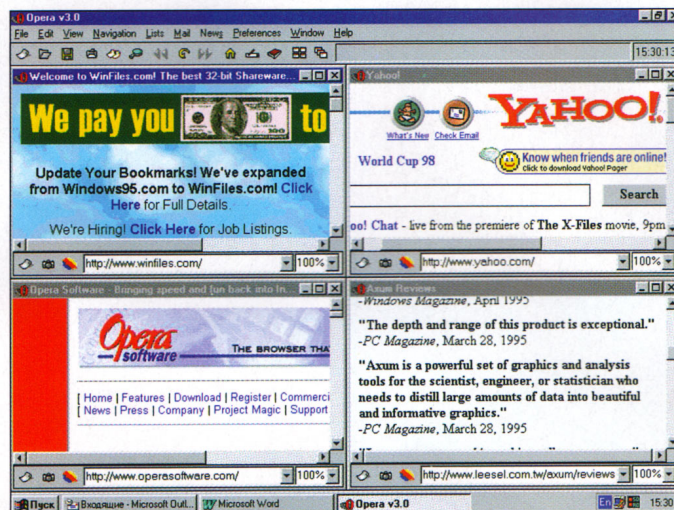 Opera v3.0
File Edit View Navigation Lists Mail News Preferences Window Help
15:30:13
Welcome to WinFiles.com! The best 32-bit Shareware...
We pay you
100
to
Update Your Bookmarks! We've expanded
from Windows95.com to WinFiles.com! Click
Here for Full Details.
We're Hiring! Click Here for Job Listings.
http://www.winfiles.com/
100%
Yahoo!
What's New Check Email
YAHOO!
World Cup 98
Know when friends are online!
Click to download Yahoo! Pager
Search
oo! Chat - live from the premiere of The X-Files movie, 9pm
http://www.yahoo.com/
100%
Opera Software - Bringing speed and fun back into In...
Opera
software
THE BROWSER THA
[ Home | Features | Download | Register | Commerci
[ News | Press | Company | Project Magic | Support
http://www.operasoftware.com/
100%
Axum Reviews
-Windows Magazine, April 1995
"The depth and range of this product is exceptional."
-PC Magazine, March 28, 1995
"Axum is a powerful set of graphics and analysis
tools for the scientist, engineer, or statistician who
needs to distill large amounts of data into beautiful
and informative graphics."
-PC Magazine, March 28, 1995
http://www.leesel.com.tw/axum/reviews
100%
Пуск
Входящие - Microsoft Outl...
Microsoft Word
Opera v3.0
En
15:30